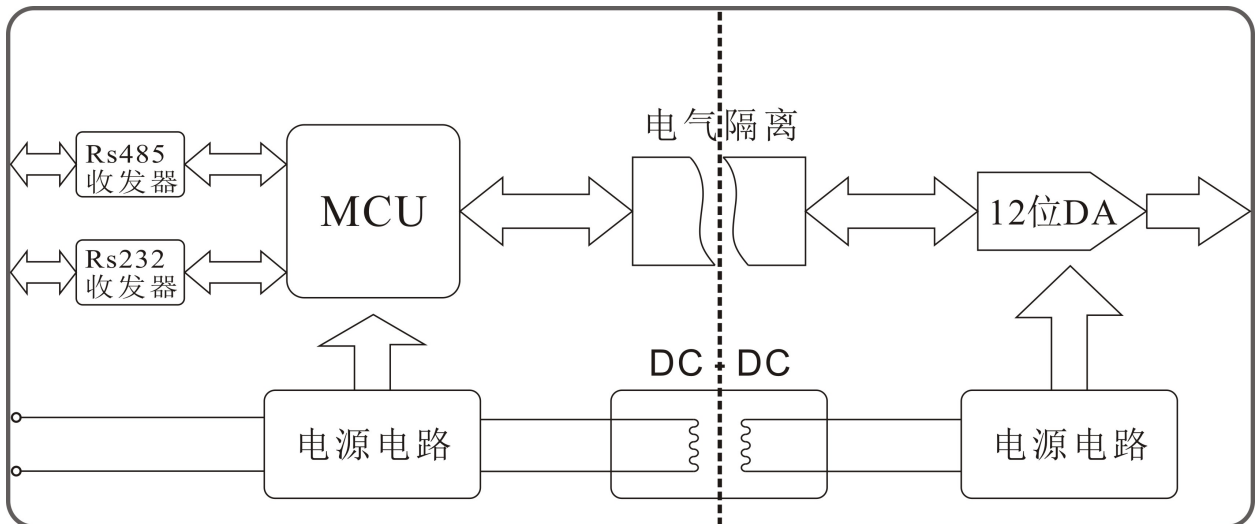 电气隔离
Rs485
收发器
MCU
12位DA
Rs232
收发器
DC-DC
电源电路
电源电路